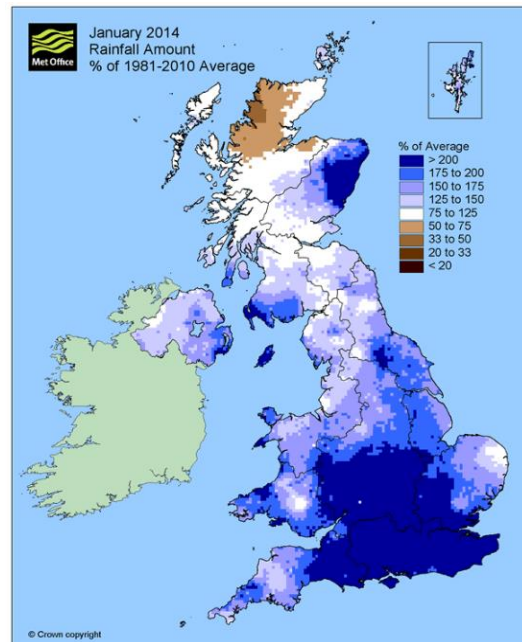 January 2014
Rainfall Amount
% of 1981-2010 Average
Met Office
% of Average
> 200
175 to 200
150 to 175
125 to 150
75 to 125
50 to 75
33 to 50
20 to 33
< 20
© Crown copyright